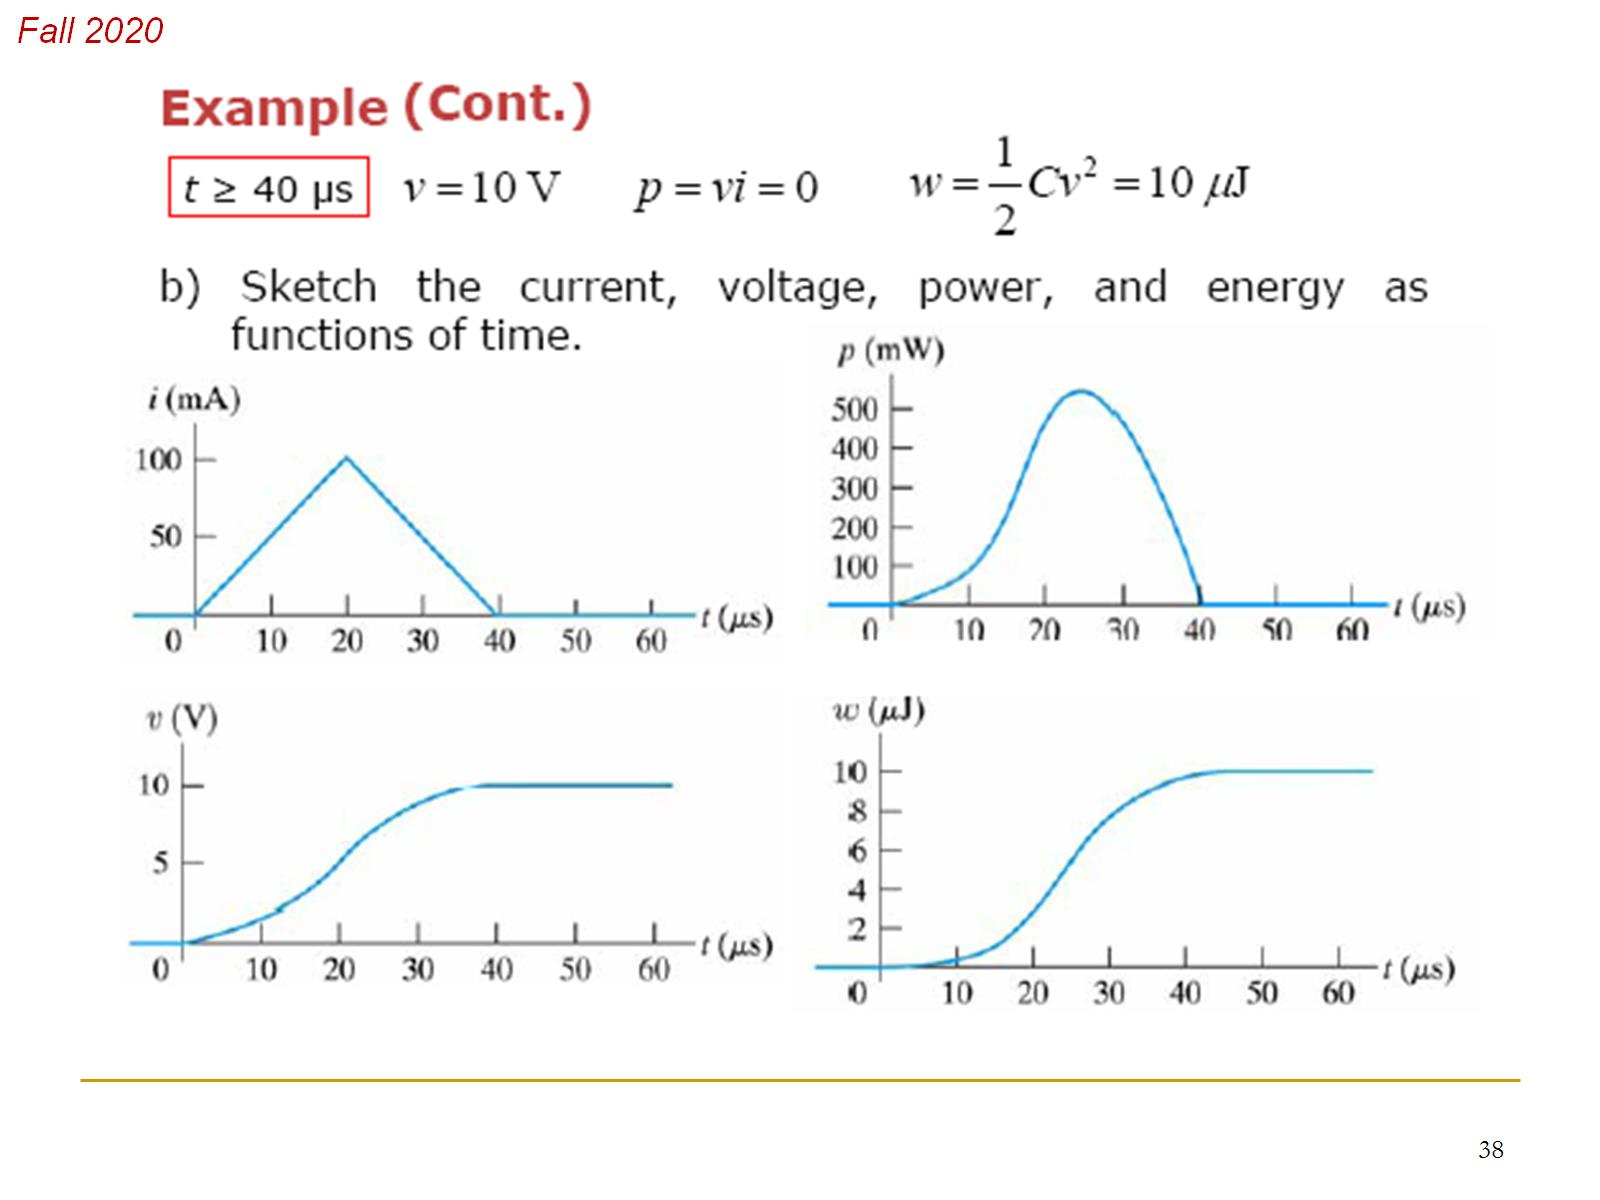 Fall 2020
Example (Cont.)
t ≥ 40 μs v = 10 V p = vi = 0 w = 1/2 Cv² = 10 μJ
b) Sketch the current, voltage, power, and energy as
functions of time.
i (mA)
100
50
0 10 20 30 40 50 60 t (μs)
p (mW)
500
400
300
200
100
0 10 20 30 40 50 60 t (μs)
v (V)
10
5
0 10 20 30 40 50 60 t (μs)
w (μJ)
10
8
6
4
2
0 10 20 30 40 50 60 t (μs)
38